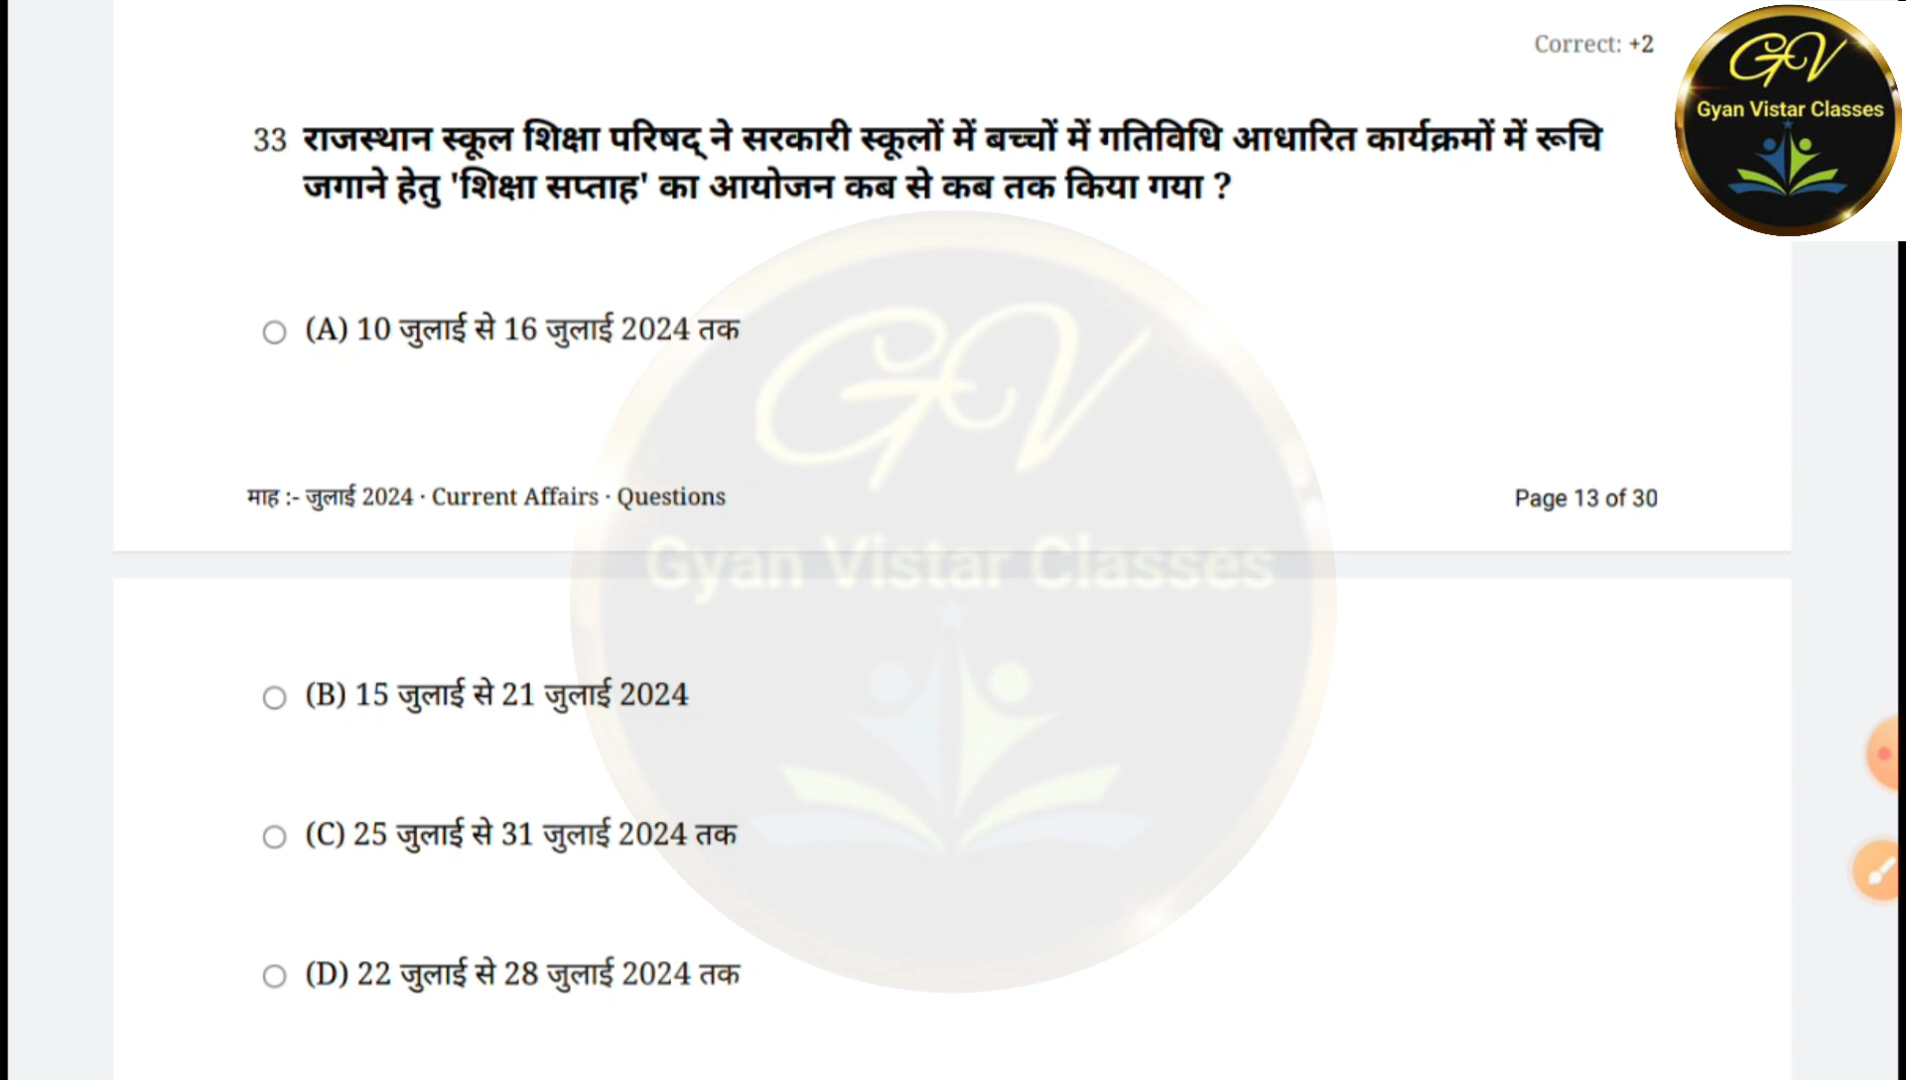 Correct: +2
GV
Gyan Vistar Classes
33 राजस्थान स्कूल शिक्षा परिषद् ने सरकारी स्कूलों में बच्चों में गतिविधि आधारित कार्यक्रमों में रूचि
जगाने हेतु 'शिक्षा सप्ताह' का आयोजन कब से कब तक किया गया ?
(A) 10 जुलाई से 16 जुलाई 2024 तक
GV
माह :- जुलाई 2024 · Current Affairs · Questions
Page 13 of 30
Gyan Vistar Classes
(B) 15 जुलाई से 21 जुलाई 2024
(C) 25 जुलाई से 31 जुलाई 2024 तक
(D) 22 जुलाई से 28 जुलाई 2024 तक